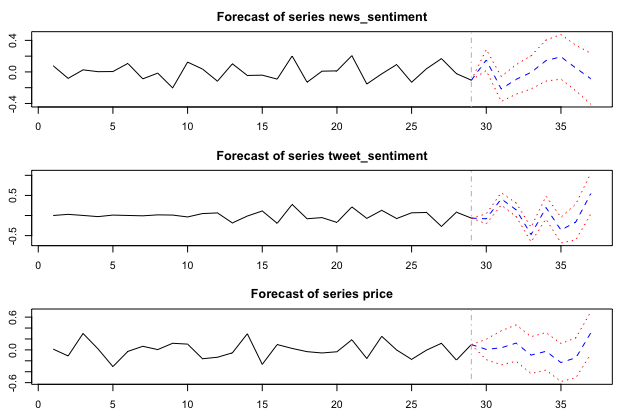 Forecast of series news_sentiment
0.4
0.0
-0.4
0 5 10 15 20 25 30 35
Forecast of series tweet_sentiment
0.5
-0.5
0 5 10 15 20 25 30 35
Forecast of series price
0.6
0.0
-0.6
0 5 10 15 20 25 30 35